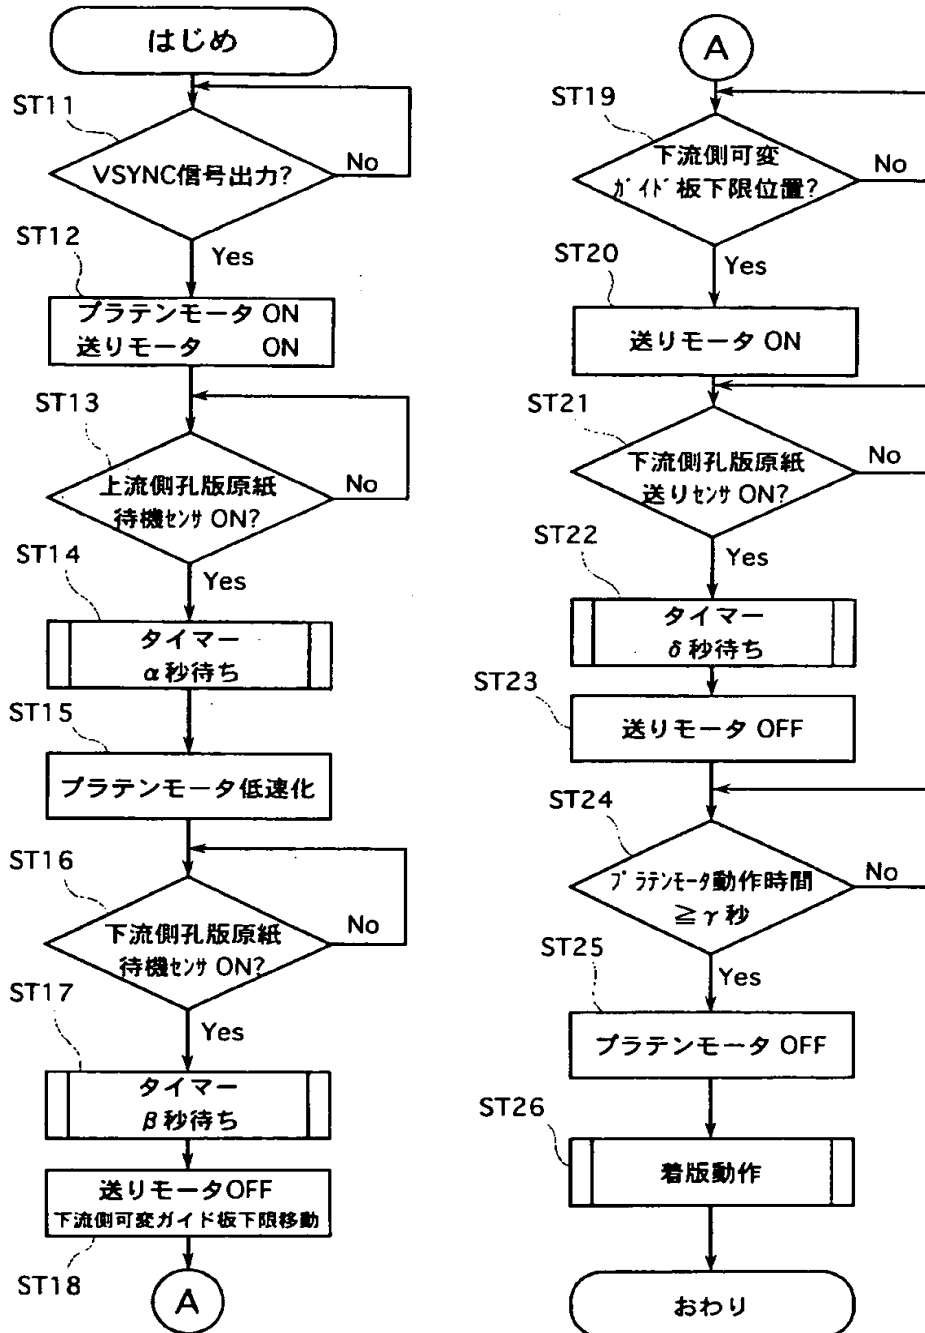 はじめ
ST11
VSYNC信号出力?
No
Yes
ST12
プラテンモータ ON
送りモータ ON
ST13
上流側孔版原紙
待機センサ ON?
No
Yes
ST14
タイマー
α秒待ち
ST15
プラテンモータ低速化
ST16
下流側孔版原紙
待機センサ ON?
No
Yes
ST17
タイマー
β秒待ち
送りモータOFF
下流側可変ガイド板下限移動
ST18
A
A
ST19
下流側可変
ガイド板下限位置?
No
Yes
ST20
送りモータ ON
ST21
下流側孔版原紙
送りセンサ ON?
No
Yes
ST22
タイマー
δ秒待ち
ST23
送りモータ OFF
ST24
プラテンモータ動作時間
≧γ秒
No
Yes
ST25
プラテンモータ OFF
ST26
着版動作
おわり